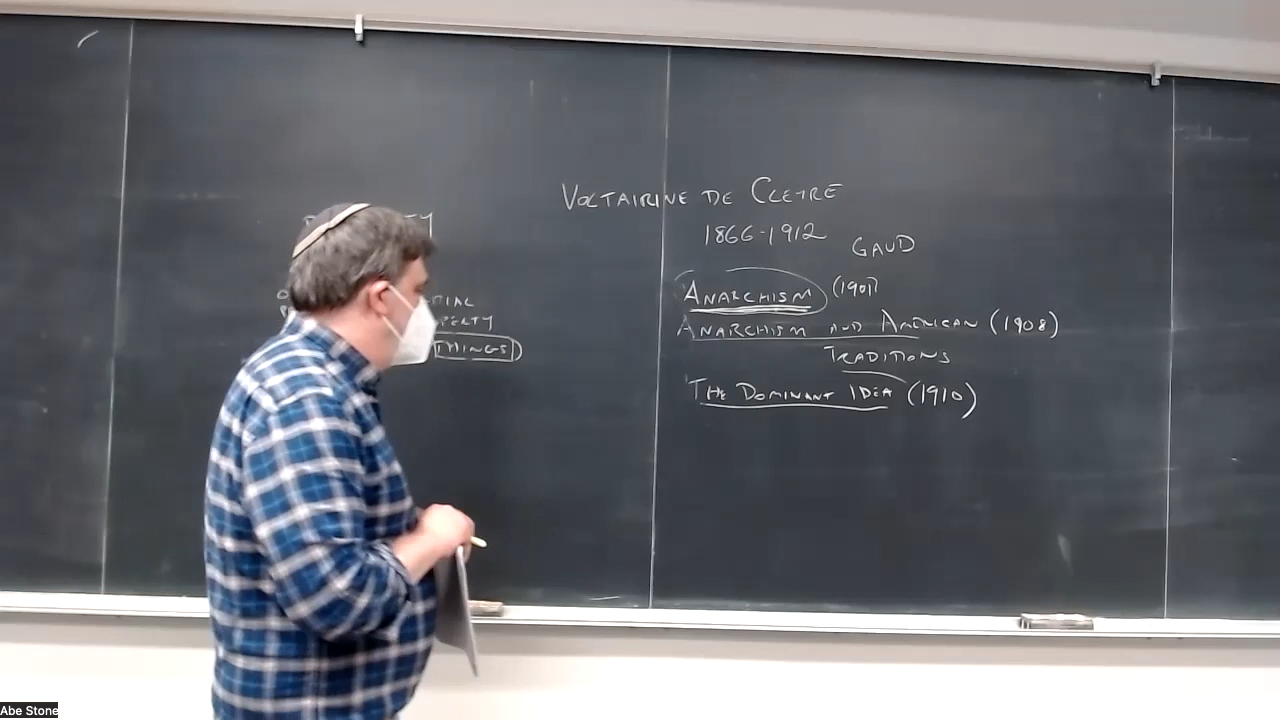 VOLTAIRINE DE CLEYRE
1866-1912
GAUD
ANARCHISM (1901)
ANARCHISM AND AMERICAN (1908)
TRADITIONS
THE DOMINANT IDEA (1910)
THINGS
Abe Stone